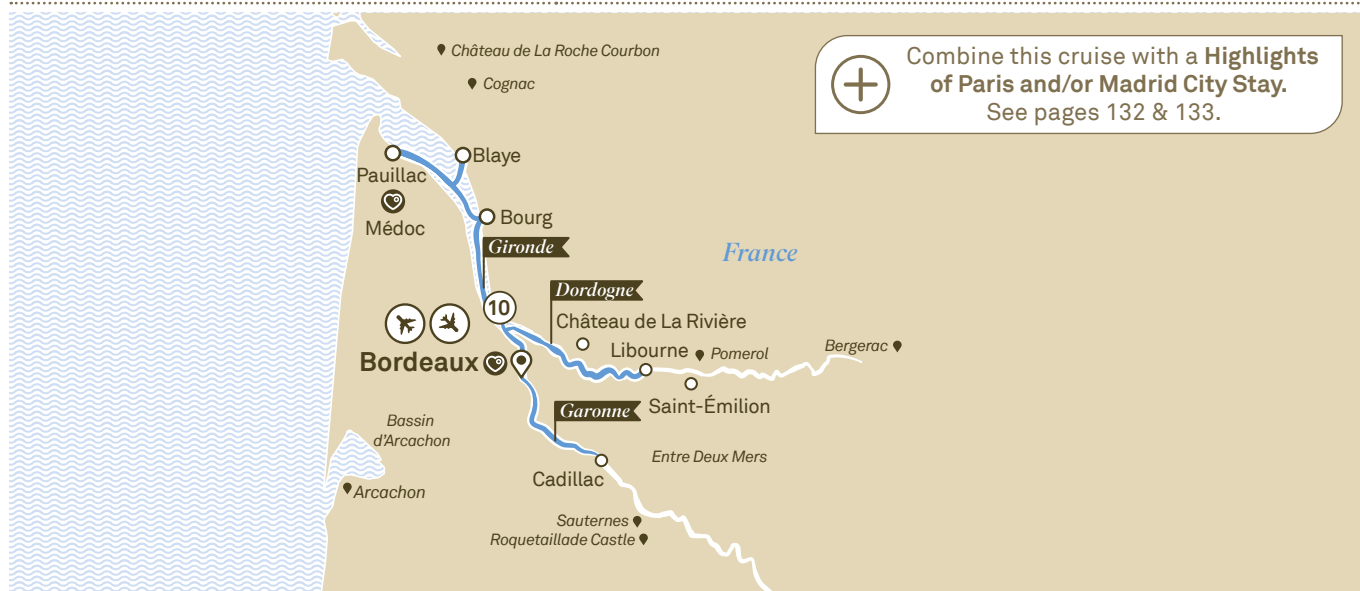 Château de La Roche Courbon
Cognac
Combine this cruise with a Highlights
of Paris and/or Madrid City Stay.
See pages 132 & 133.
Pauillac
Blaye
Médoc
Bourg
Gironde
France
Dordogne
10
Château de La Rivière
Bordeaux
Libourne
Pomerol
Bergerac
Saint-Émilion
Garonne
Bassin
d'Arcachon
Entre Deux Mers
Cadillac
Arcachon
Sauternes
Roquetaillade Castle